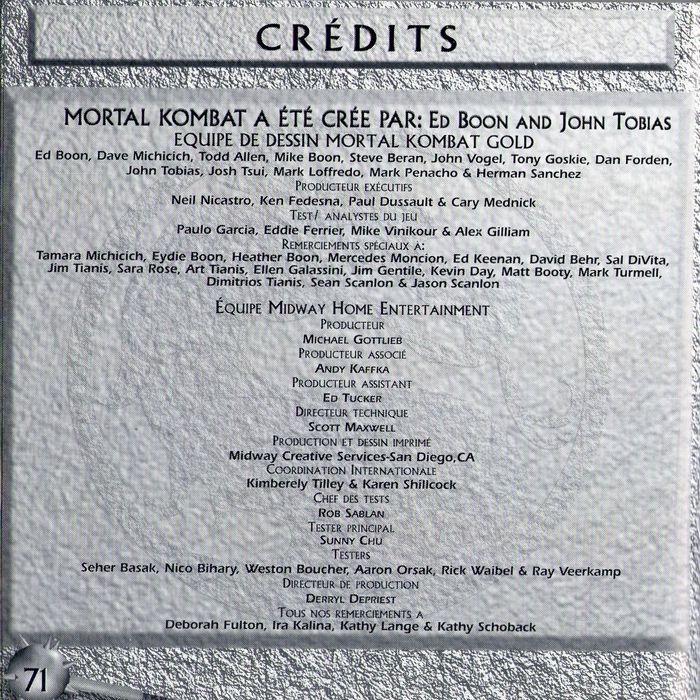 CRÉDITS
MORTAL KOMBAT A ÉTÉ CRÉE PAR: ED BOON AND JOHN TOBIAS
EQUIPE DE DESSIN MORTAL KOMBAT GOLD
Ed Boon, Dave Michicich, Todd Allen, Mike Boon, Steve Beran, John Vogel, Tony Goskie, Dan Forden,
John Tobias, Josh Tsui, Mark Loffredo, Mark Penacho & Herman Sanchez
PRODUCTEUR EXÉCUTIFS
Neil Nicastro, Ken Fedesna, Paul Dussault & Cary Mednick
TEST/ ANALYSTES DU JEU
Paulo Garcia, Eddie Ferrier, Mike Vinikour & Alex Gilliam
REMERCIEMENTS SPÉCIAUX A:
Tamara Michicich, Eydie Boon, Heather Boon, Mercedes Moncion, Ed Keenan, David Behr, Sal DiVita,
Jim Tianis, Sara Rose, Art Tianis, Ellen Galassini, Jim Gentile, Kevin Day, Matt Booty, Mark Turmell,
Dimitrios Tianis, Sean Scanlon & Jason Scanlon
ÉQUIPE MIDWAY HOME ENTERTAINMENT
PRODUCTEUR
MICHAEL GOTTLIEB
PRODUCTEUR ASSOCIÉ
ANDY KAFFKA
PRODUCTEUR ASSISTANT
ED TUCKER
DIRECTEUR TECHNIQUE
SCOTT MAXWELL
PRODUCTION ET DESSIN IMPRIMÉ
Midway Creative Services-San Diego,CA
COORDINATION INTERNATIONALE
Kimberely Tilley & Karen Shillcock
CHEF DES TESTS
ROB SABLAN
TESTER PRINCIPAL
SUNNY CHU
TESTERS
Seher Basak, Nico Bihary, Weston Boucher, Aaron Orsak, Rick Waibel & Ray Veerkamp
DIRECTEUR DE PRODUCTION
DERRYL DEPRIEST
TOUS NOS REMERCIEMENTS A
Deborah Fulton, Ira Kalina, Kathy Lange & Kathy Schoback
71